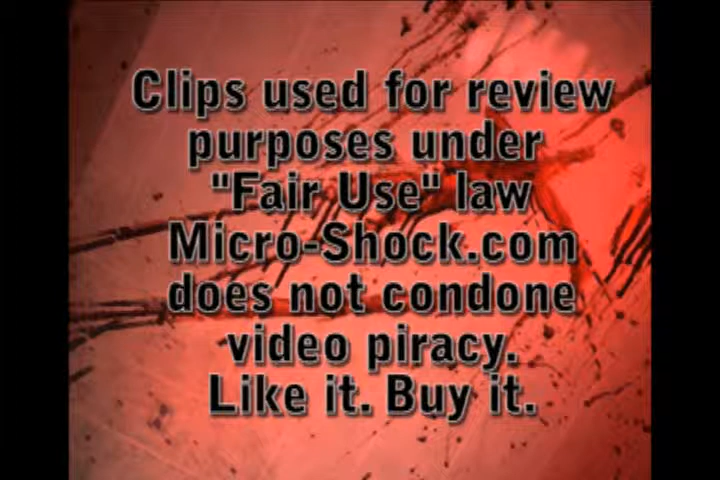 Clips used for review
purposes under
"Fair Use" law
Micro-Shock.com
does not condone
video piracy.
Like it. Buy it.